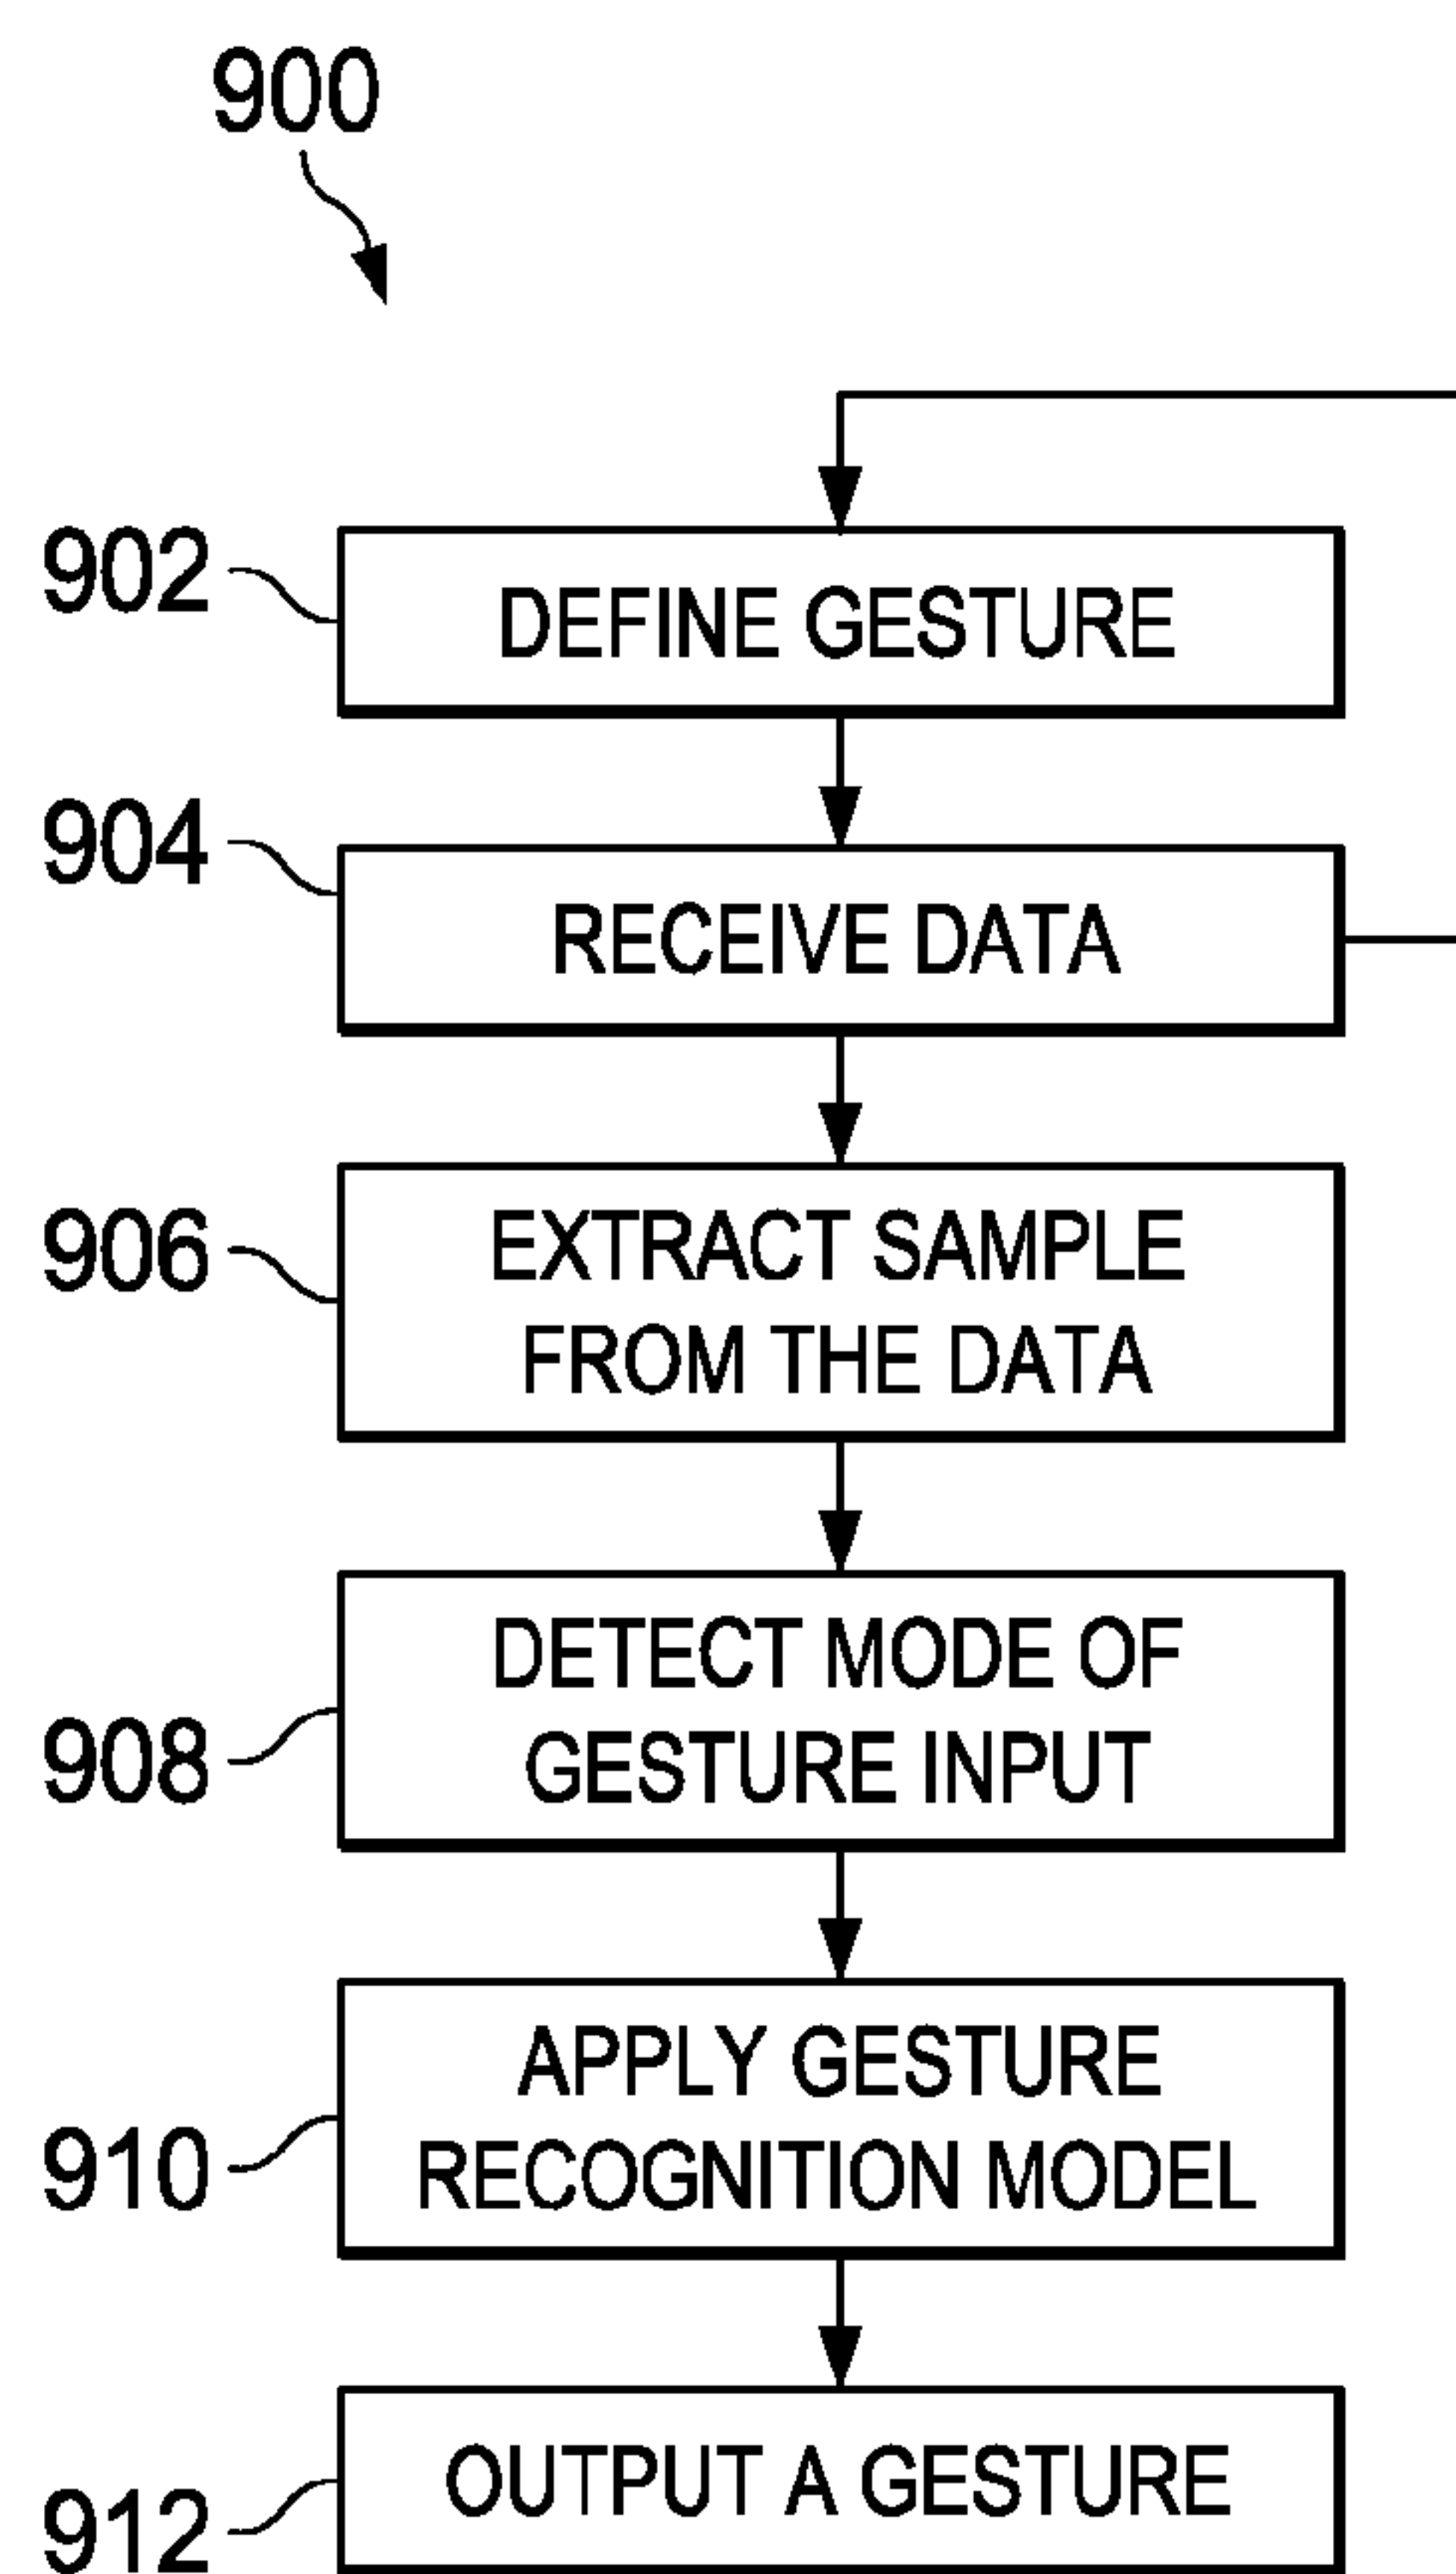 900
902
DEFINE GESTURE
904
RECEIVE DATA
906
EXTRACT SAMPLE
FROM THE DATA
908
DETECT MODE OF
GESTURE INPUT
910
APPLY GESTURE
RECOGNITION MODEL
912
OUTPUT A GESTURE